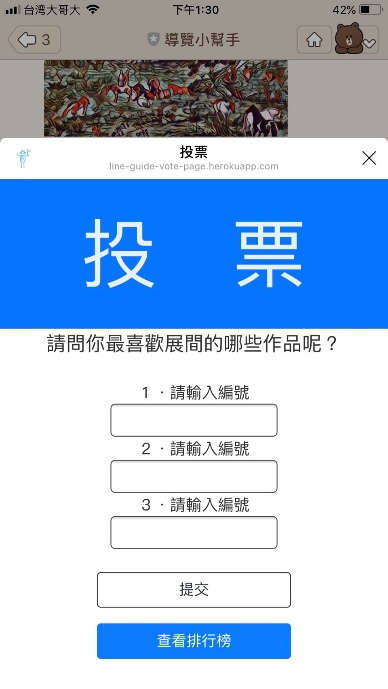 台湾大哥大
下午1:30
42%
3
導覽小幫手
投票
line-guide-vote-page.herokuapp.com
投 票
請問你最喜歡展間的哪些作品呢？
1 ．請輸入編號
2 ．請輸入編號
3 ．請輸入編號
提交
查看排行榜